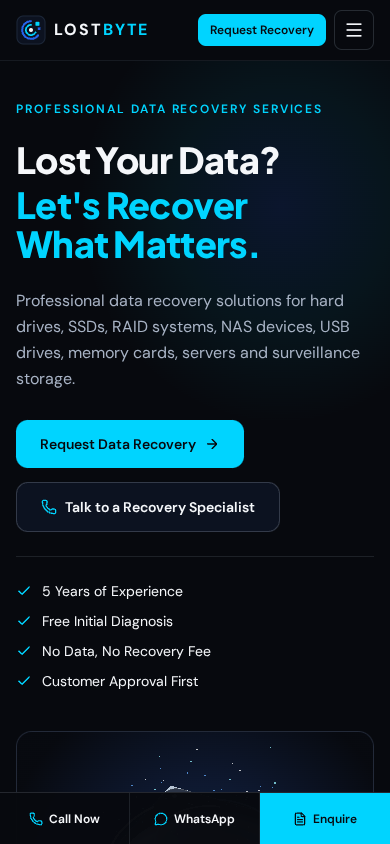 LOSTBYTE
Request Recovery
PROFESSIONAL DATA RECOVERY SERVICES
Lost Your Data?
Let's Recover
What Matters.
Professional data recovery solutions for hard
drives, SSDs, RAID systems, NAS devices, USB
drives, memory cards, servers and surveillance
storage.
Request Data Recovery
Talk to a Recovery Specialist
5 Years of Experience
Free Initial Diagnosis
No Data, No Recovery Fee
Customer Approval First
Call Now
WhatsApp
Enquire